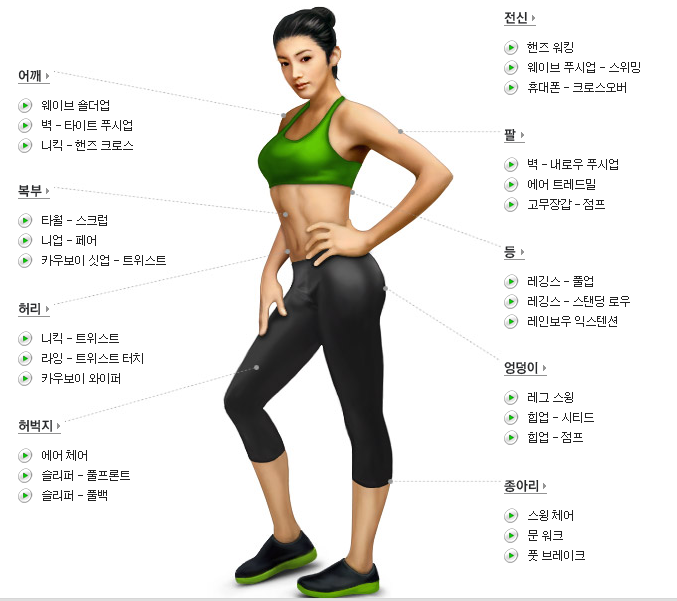 어깨
웨이브 숄더업
벽 - 타이트 푸시업
니킥 - 핸즈 크로스
복부
타월 - 스크럽
니업 - 페어
카우보이 싯업 - 트위스트
허리
니킥 - 트위스트
라잉 - 트위스트 터치
카우보이 와이퍼
허벅지
에어 체어
슬리퍼 - 풀프론트
슬리퍼 - 풀백
전신
핸즈 워킹
웨이브 푸시업 - 스위밍
휴대폰 - 크로스오버
팔
벽 - 내로우 푸시업
에어 트레드밀
고무장갑 - 점프
등
레깅스 - 풀업
레깅스 - 스탠딩 로우
레인보우 익스텐션
엉덩이
레그 스윙
힙업 - 시티드
힙업 - 점프
종아리
스윙 체어
문 워크
풋 브레이크